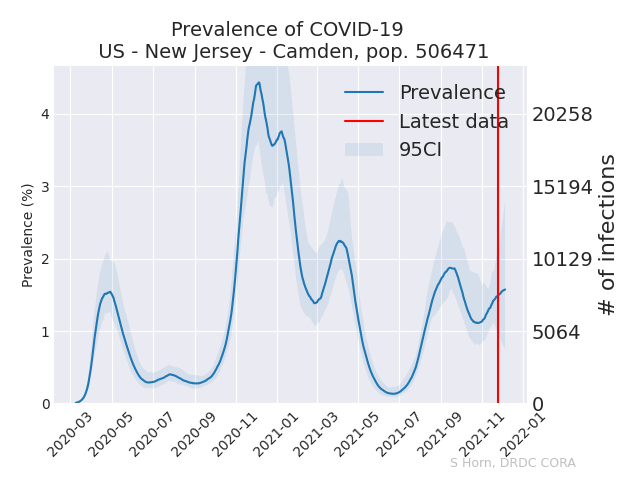 Prevalence of COVID-19
US - New Jersey - Camden, pop. 506471
Prevalence
Latest data
95CI
Prevalence (%)
4
3
2
1
0
20258
15194
10129
5064
0
# of infections
2020-03
2020-05
2020-07
2020-09
2020-11
2021-01
2021-03
2021-05
2021-07
2021-09
2021-11
2022-01
S Horn, DRDC CORA